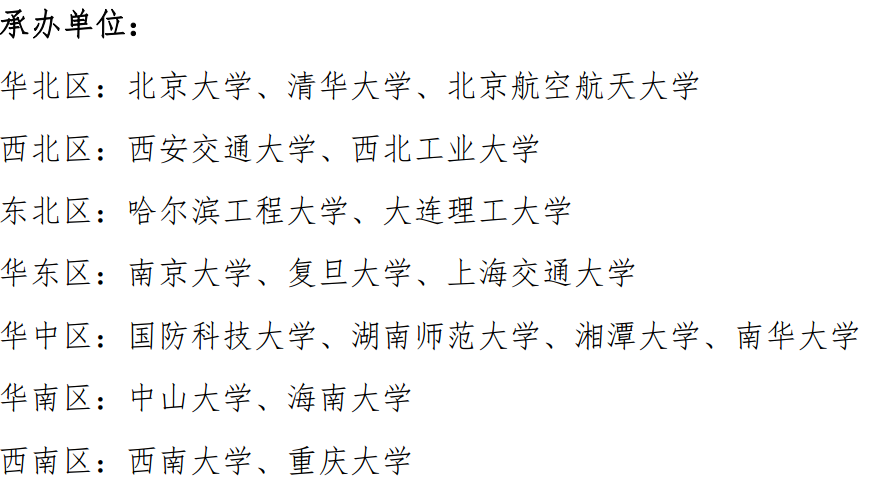 承办单位：
华北区：北京大学、清华大学、北京航空航天大学
西北区：西安交通大学、西北工业大学
东北区：哈尔滨工程大学、大连理工大学
华东区：南京大学、复旦大学、上海交通大学
华中区：国防科技大学、湖南师范大学、湘潭大学、南华大学
华南区：中山大学、海南大学
西南区：西南大学、重庆大学